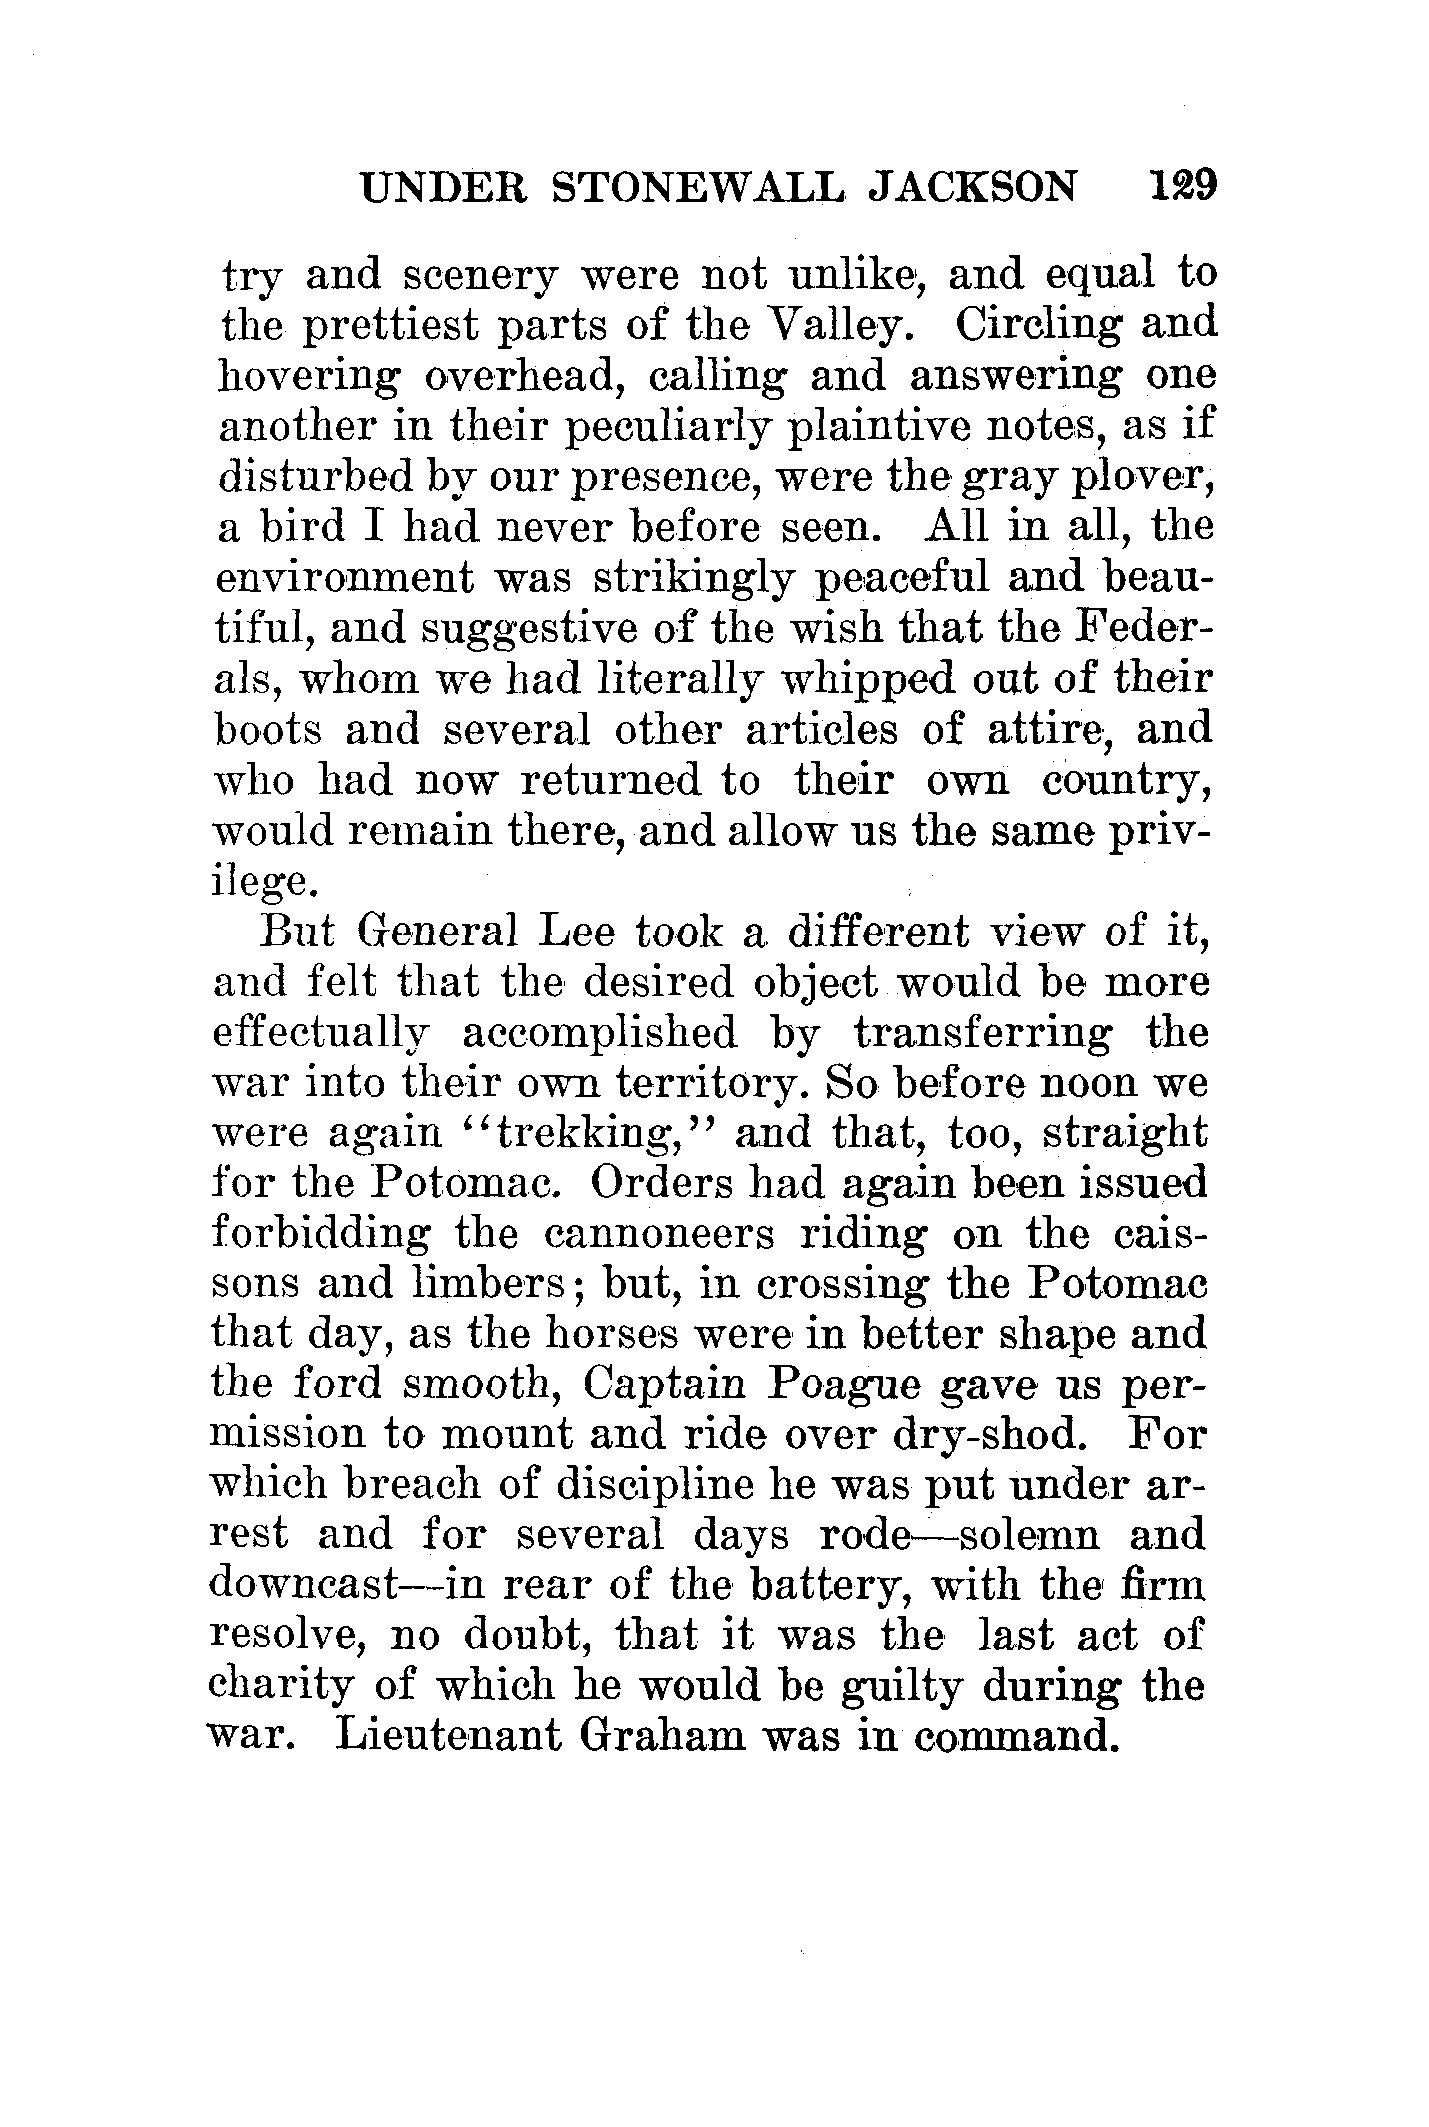 UNDER STONEWALL JACKSON 129
try and scenery were not unlike, and equal to
the prettiest parts of the Valley. Circling and
hovering overhead, calling and answering one
another in their peculiarly plaintive notes, as if
disturbed by our presence, were the gray plover,
a bird I had never before seen. All in all, the
environment was strikingly peaceful and beau-
tiful, and suggestive of the wish that the Feder-
als, whom we had literally whipped out of their
boots and several other articles of attire, and
who had now returned to their own country,
would remain there, and allow us the same priv-
ilege.
But General Lee took a different view of it,
and felt that the desired object would be more
effectually accomplished by transferring the
war into their own territory. So before noon we
were again “trekking,” and that, too, straight
for the Potomac. Orders had again been issued
forbidding the cannoneers riding on the cais-
sons and limbers; but, in crossing the Potomac
that day, as the horses were in better shape and
the ford smooth, Captain Poague gave us per-
mission to mount and ride over dry-shod. For
which breach of discipline he was put under ar-
rest and for several days rode—solemn and
downcast—in rear of the battery, with the firm
resolve, no doubt, that it was the last act of
charity of which he would be guilty during the
war. Lieutenant Graham was in command.